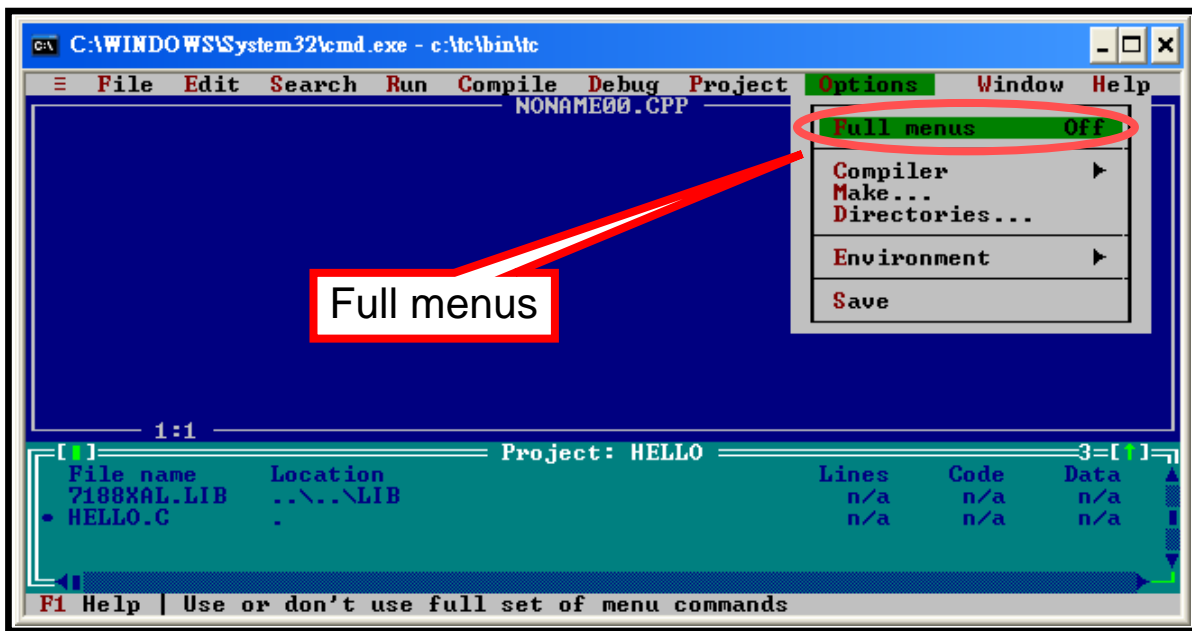 C:\WINDOWS\System32\cmd.exe - c:\tc\bin\tc
≡ File Edit Search Run Compile Debug Project Options Window Help
NONAME00.CPP
Full menus Off
Compiler
Make...
Directories...
Environment
Save
Full menus
1:1
Project: HELLO 3=[↑]
File name Location Lines Code Data
7188XAL.LIB ..\..\LIB n/a n/a n/a
• HELLO.C . n/a n/a n/a
F1 Help | Use or don't use full set of menu commands